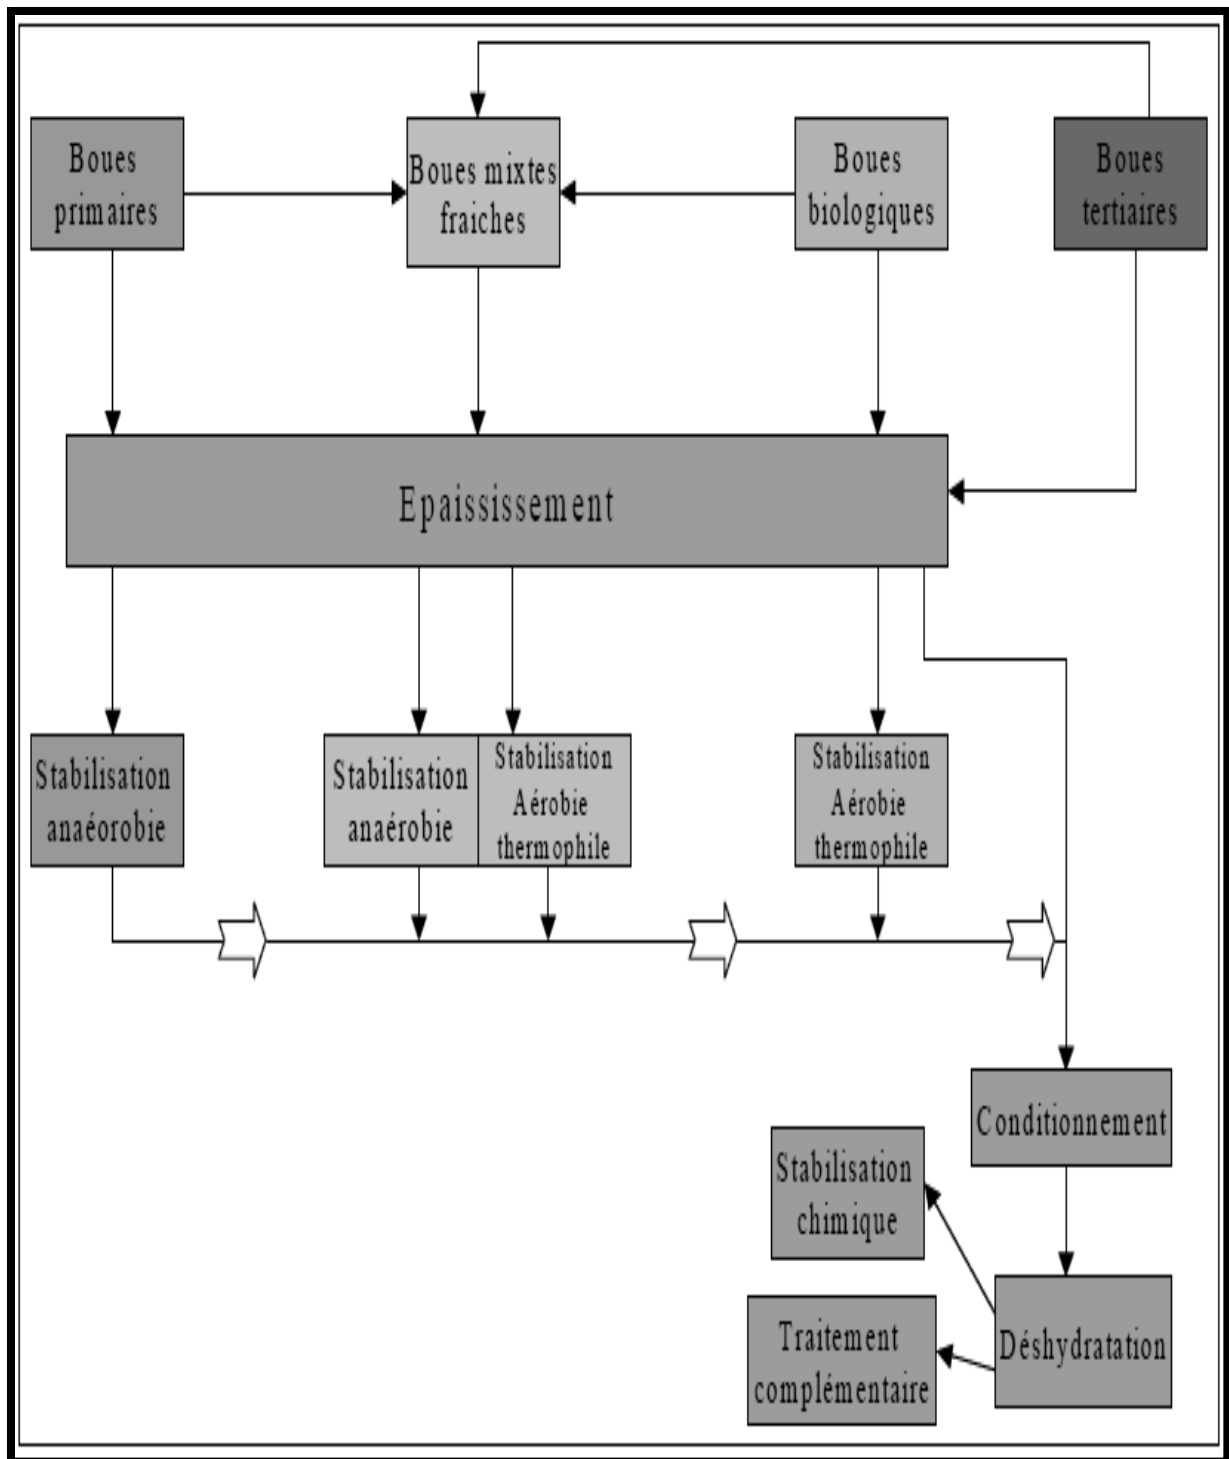 Boues
primaires
Boues mixtes
fraiches
Boues
biologiques
Boues
tertiaires
Epaississement
Stabilisation
anaéorobie
Stabilisation
anaérobie
Stabilisation
Aérobie
thermophile
Stabilisation
Aérobie
thermophile
Conditionnement
Stabilisation
chimique
Déshydratation
Traitement
complémentaire